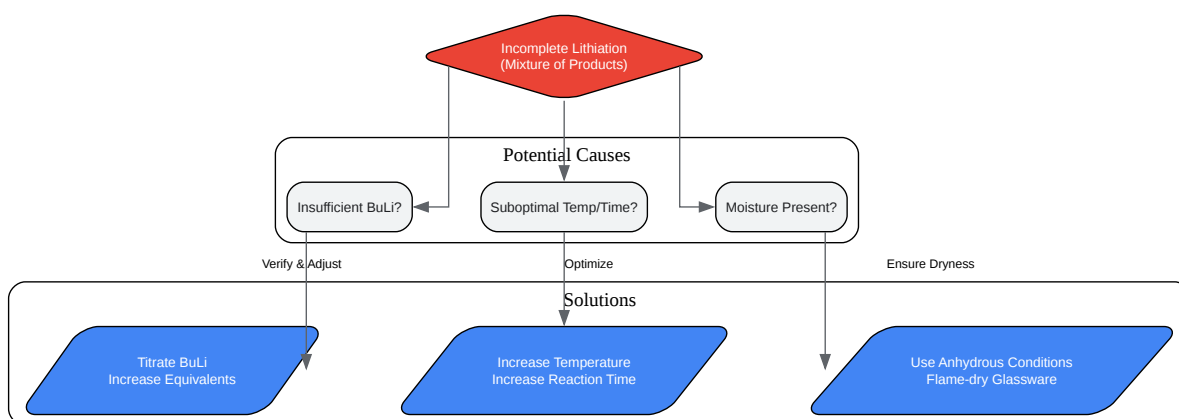 Incomplete Lithiation
(Mixture of Products)
Potential Causes
Insufficient BuLi?
Suboptimal Temp/Time?
Moisture Present?
Verify & Adjust
Optimize
Ensure Dryness
Solutions
Titrate BuLi
Increase Equivalents
Increase Temperature
Increase Reaction Time
Use Anhydrous Conditions
Flame-dry Glassware